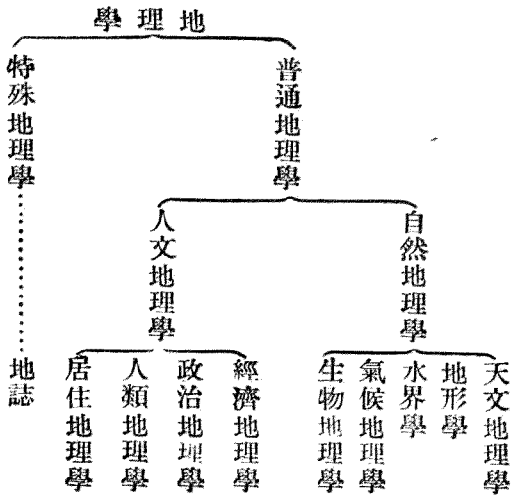 地理學
普通地理學
特殊地理學
自然地理學
人文地理學
天文地理學
地形學
水界學
氣候地理學
生物地理學
經濟地理學
政治地理學
人類地理學
居住地理學
地誌